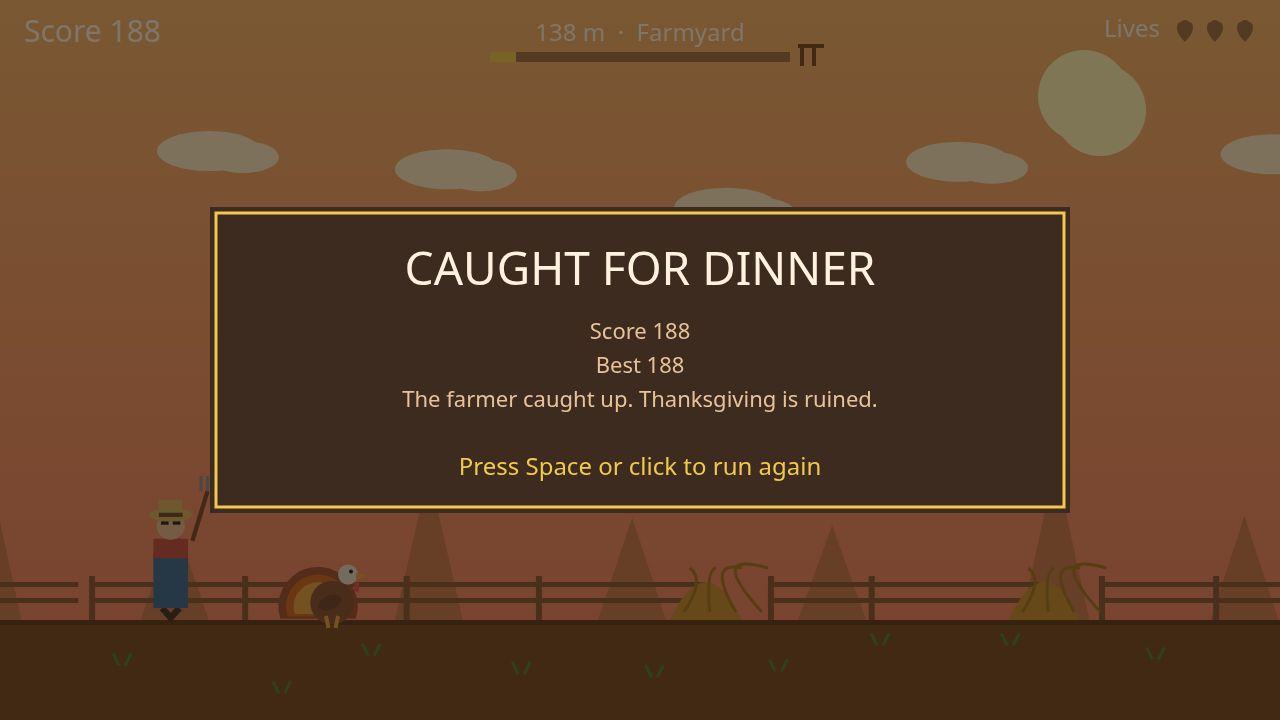 Score 188
138 m · Farmyard
Lives
CAUGHT FOR DINNER
Score 188
Best 188
The farmer caught up. Thanksgiving is ruined.
Press Space or click to run again